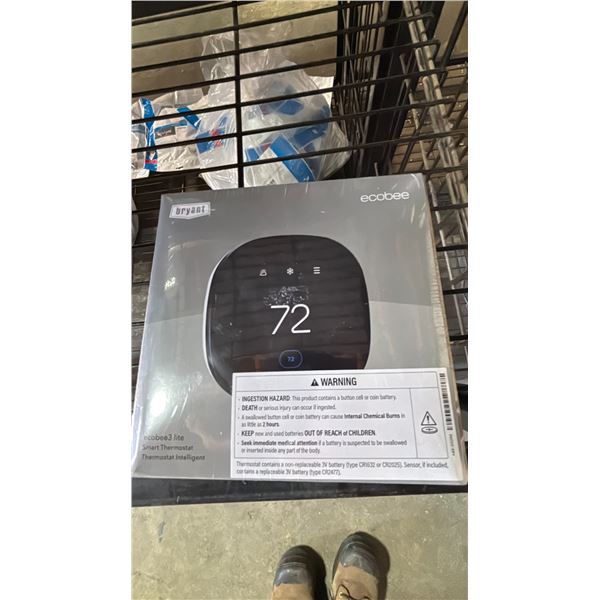 bryant
ecobee
72
72
ecobee3 lite
Smart Thermostat
Thermostat Intelligent
WARNING
• INGESTION HAZARD: This product contains a button cell or coin battery.
• DEATH or serious injury can occur if ingested.
• A swallowed button cell or coin battery can cause Internal Chemical Burns in
as little as 2 hours.
• KEEP new and used batteries OUT OF REACH of CHILDREN.
• Seek immediate medical attention if a battery is suspected to be swallowed
or inserted inside any part of the body.
Thermostat contains a non-replaceable 3V battery (type CR1632 or CR2025). Sensor, if included,
contains a replaceable 3V battery (type CR2477).